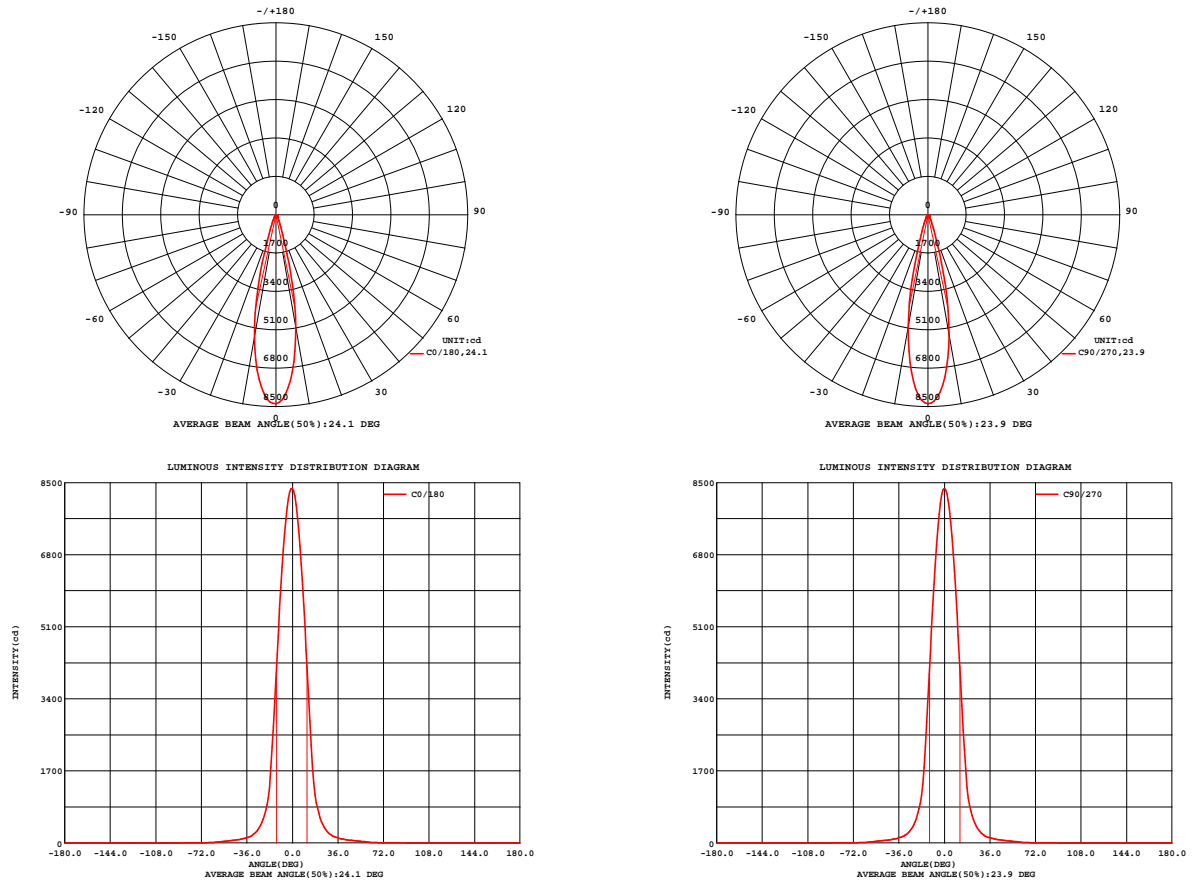 -/+180
-150
150
-120
120
-90
90
-60
60
-30
30
0
1700
3400
5100
6800
8500
0
UNIT:cd
C0/180,24.1
AVERAGE BEAM ANGLE(50%):24.1 DEG
-/+180
-150
150
-120
120
-90
90
-60
60
-30
30
0
1700
3400
5100
6800
8500
0
UNIT:cd
C90/270,23.9
AVERAGE BEAM ANGLE(50%):23.9 DEG
LUMINOUS INTENSITY DISTRIBUTION DIAGRAM
C0/180
INTENSITY(cd)
8500
6800
5100
3400
1700
0
-180.0 -144.0 -108.0 -72.0 -36.0 0.0 36.0 72.0 108.0 144.0 180.0
ANGLE(DEG)
AVERAGE BEAM ANGLE(50%):24.1 DEG
LUMINOUS INTENSITY DISTRIBUTION DIAGRAM
C90/270
INTENSITY(cd)
8500
6800
5100
3400
1700
0
-180.0 -144.0 -108.0 -72.0 -36.0 0.0 36.0 72.0 108.0 144.0 180.0
ANGLE(DEG)
AVERAGE BEAM ANGLE(50%):23.9 DEG